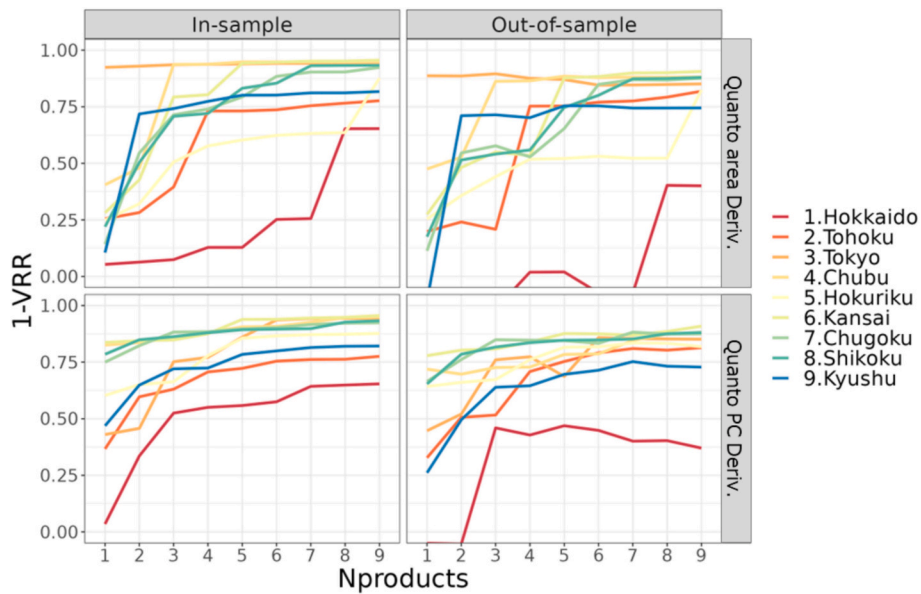 In-sample
Out-of-sample
1.00
0.75
0.50
0.25
0.00
Quanto area Deriv.
1.00
0.75
0.50
0.25
0.00
Quanto PC Deriv.
1-VRR
1 2 3 4 5 6 7 8 9
1 2 3 4 5 6 7 8 9
Nproducts
1.Hokkaido
2.Tohoku
3.Tokyo
4.Chubu
5.Hokuriku
6.Kansai
7.Chugoku
8.Shikoku
9.Kyushu